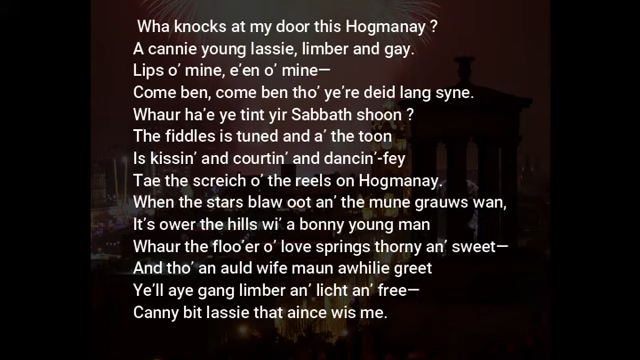 Wha knocks at my door this Hogmanay ?
A cannie young lassie, limber and gay.
Lips o’ mine, e’en o’ mine—
Come ben, come ben tho’ ye’re deid lang syne.
Whaur ha’e ye tint yir Sabbath shoon ?
The fiddles is tuned and a’ the toon
Is kissin’ and courtin’ and dancin’-fey
Tae the screich o’ the reels on Hogmanay.
When the stars blaw oot an’ the mune grauws wan,
It’s ower the hills wi’ a bonny young man
Whaur the floo’er o’ love springs thorny an’ sweet—
And tho’ an auld wife maun awhilie greet
Ye’ll aye gang limber an’ licht an’ free—
Canny bit lassie that aince wis me.